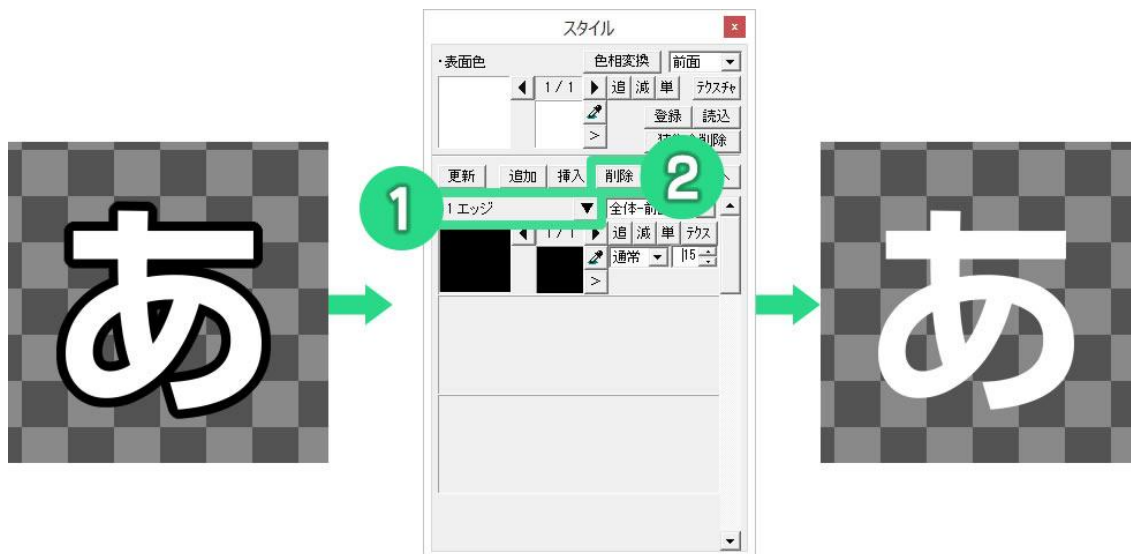 スタイル
x
・表面色
色相変換
前面
1 / 1
追
減
単
テクスチャ
登録
読込
>
削除
更新
追加
挿入
削除
1
2
1 エッジ
全体-前
1 / 1
追
減
単
テクス
通常
15
>
あ
あ